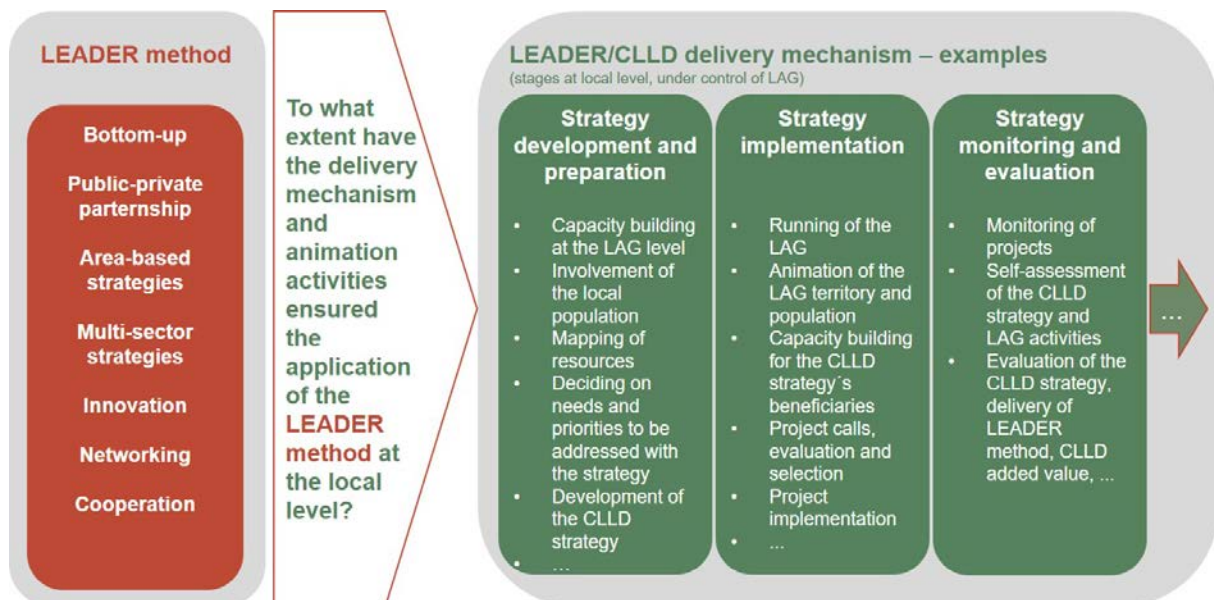 LEADER method
Bottom-up
Public-private
parternship
Area-based
strategies
Multi-sector
strategies
Innovation
Networking
Cooperation
To what
extent have
the delivery
mechanism
and
animation
activities
ensured
the
application
of the
LEADER
method at
the local
level?
LEADER/CLLD delivery mechanism – examples
(stages at local level, under control of LAG)
Strategy
development and
preparation
• Capacity building
at the LAG level
• Involvement of
the local
population
• Mapping of
resources
• Deciding on
needs and
priorities to be
addressed with
the strategy
• Development of
the CLLD
strategy
• ...
Strategy
implementation
• Running of the
LAG
• Animation of the
LAG territory and
population
• Capacity building
for the CLLD
strategy´s
beneficiaries
• Project calls,
evaluation and
selection
• Project
implementation
• ...
Strategy
monitoring and
evaluation
• Monitoring of
projects
• Self-assessment
of the CLLD
strategy and
LAG activities
• Evaluation of the
CLLD strategy,
delivery of
LEADER
method, CLLD
added value, ...
...